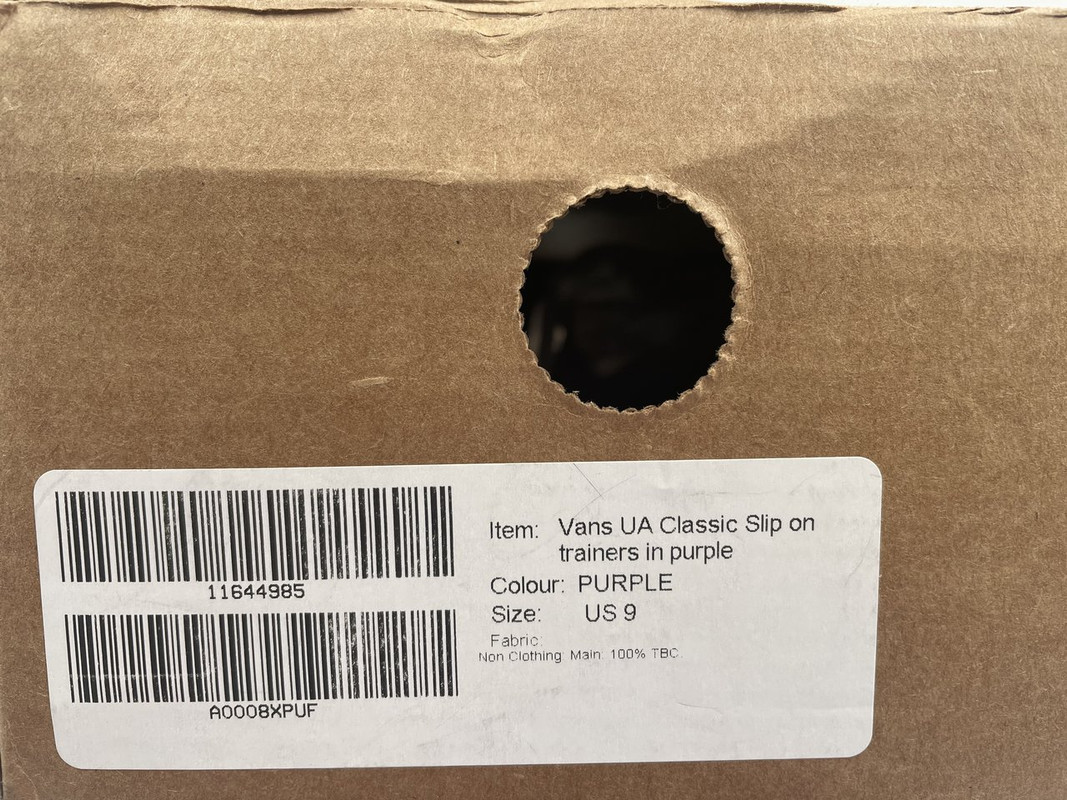 11644985
A0008XPUF
Item: Vans UA Classic Slip on
trainers in purple
Colour: PURPLE
Size: US 9
Fabric:
Non Clothing: Main: 100% TBC.